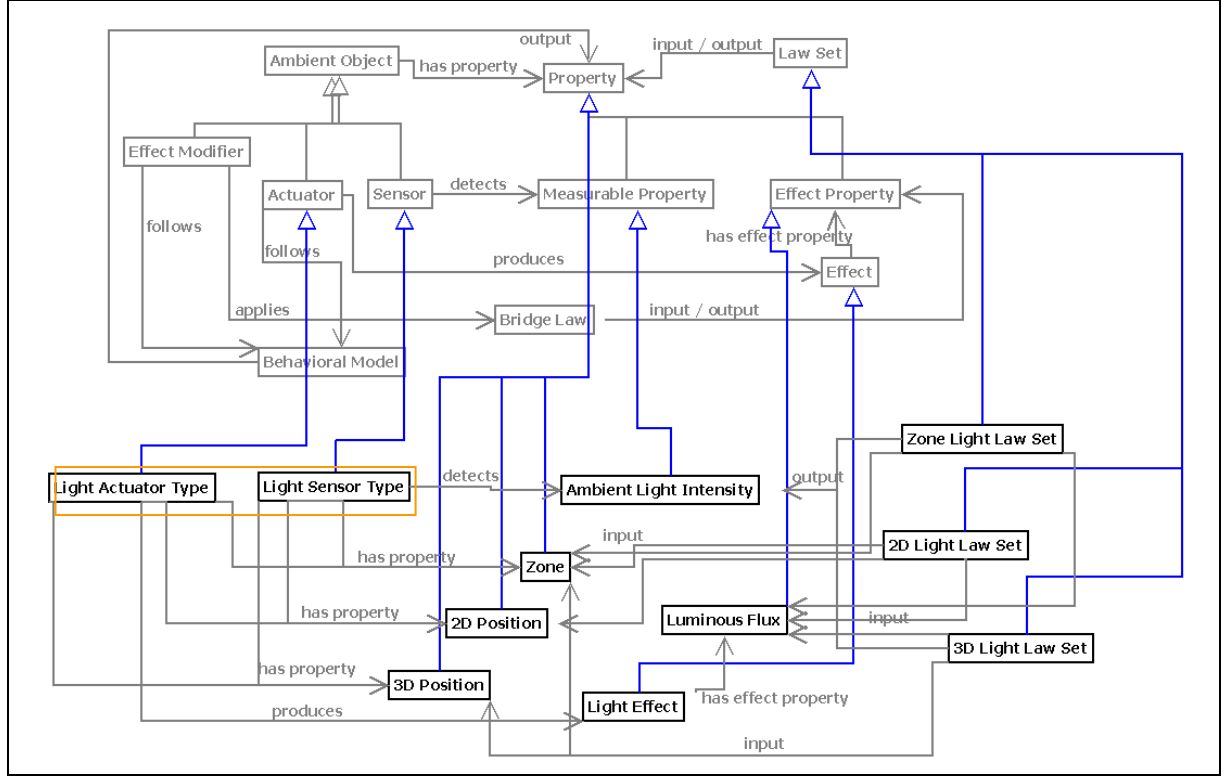 output
input / output
Law Set
Ambient Object
has property
Property
Effect Modifier
Actuator
Sensor
detects
Measurable Property
Effect Property
follows
has effect property
follows
produces
Effect
applies
Bridge Law
input / output
Behavioral Model
Zone Light Law Set
Light Actuator Type
Light Sensor Type
detects
Ambient Light Intensity
output
input
2D Light Law Set
has property
Zone
has property
2D Position
Luminous Flux
input
3D Light Law Set
has property
3D Position
has effect property
produces
Light Effect
input